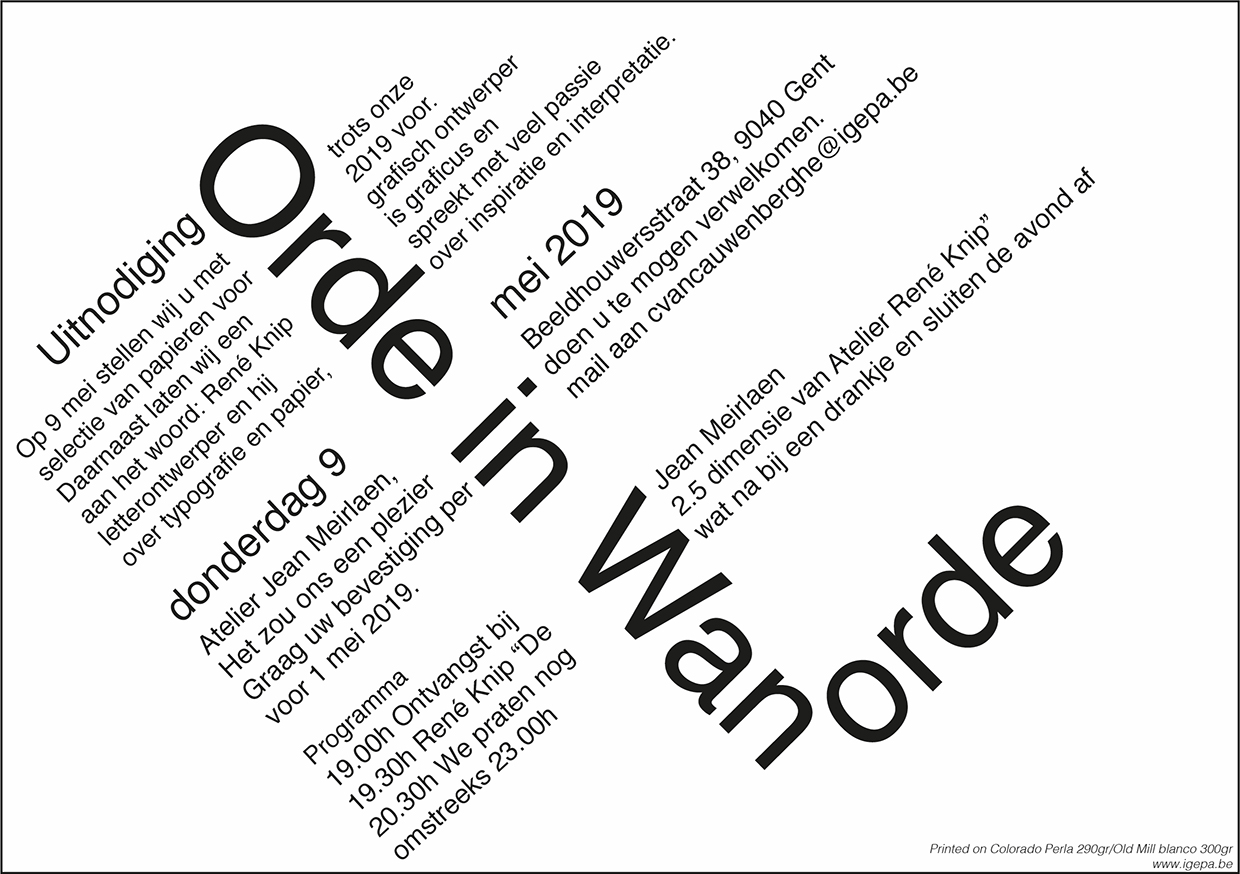 Orde in Wan
orde
Uitnodiging
Op 9 mei stellen wij u met trots onze
selectie van papieren voor 2019 voor.
Daarnaast laten wij een grafisch ontwerper
aan het woord: René Knip is graficus en
letterontwerper en hij spreekt met veel passie
over typografie en papier, over inspiratie en interpretatie.
donderdag 9 mei 2019
Atelier Jean Meirlaen, Beeldhouwersstraat 38, 9040 Gent
Het zou ons een plezier doen u te mogen verwelkomen.
Graag uw bevestiging per mail aan cvancauwenberghe@igepa.be
voor 1 mei 2019.
Programma
19.00h Ontvangst bij Jean Meirlaen
19.30h René Knip “De 2.5 dimensie van Atelier René Knip”
20.30h We praten nog wat na bij een drankje en sluiten de avond af
omstreeks 23.00h
Printed on Colorado Perla 290gr/Old Mill blanco 300gr
www.igepa.be